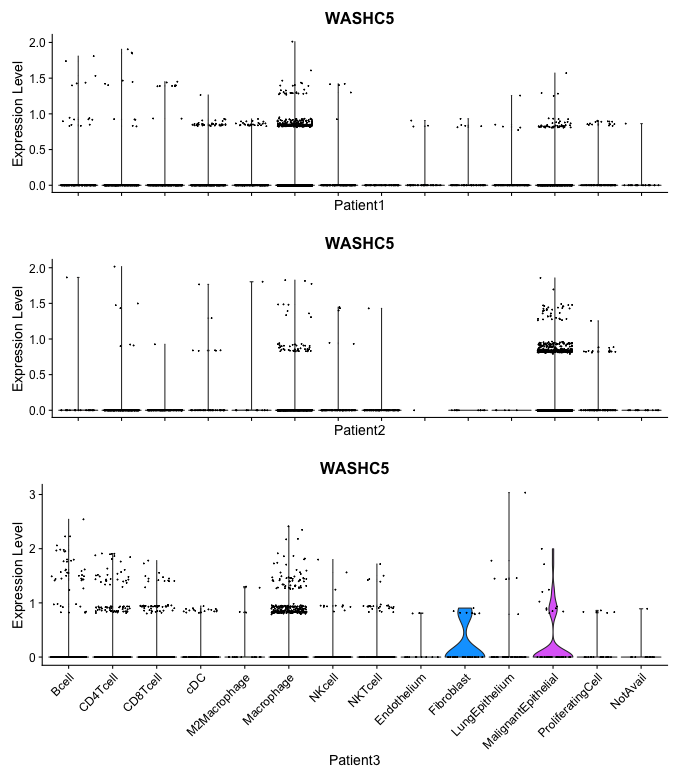 WASHC5
Expression Level
2.0
1.5
1.0
0.5
0.0
Patient1
WASHC5
Expression Level
2.0
1.5
1.0
0.5
0.0
Patient2
WASHC5
Expression Level
3
2
1
0
Bcell
CD4Tcell
CD8Tcell
cDC
M2Macrophage
Macrophage
NKcell
NKTcell
Endothelium
Fibroblast
LungEpithelium
MalignantEpithelial
ProliferatingCell
NotAvail
Patient3